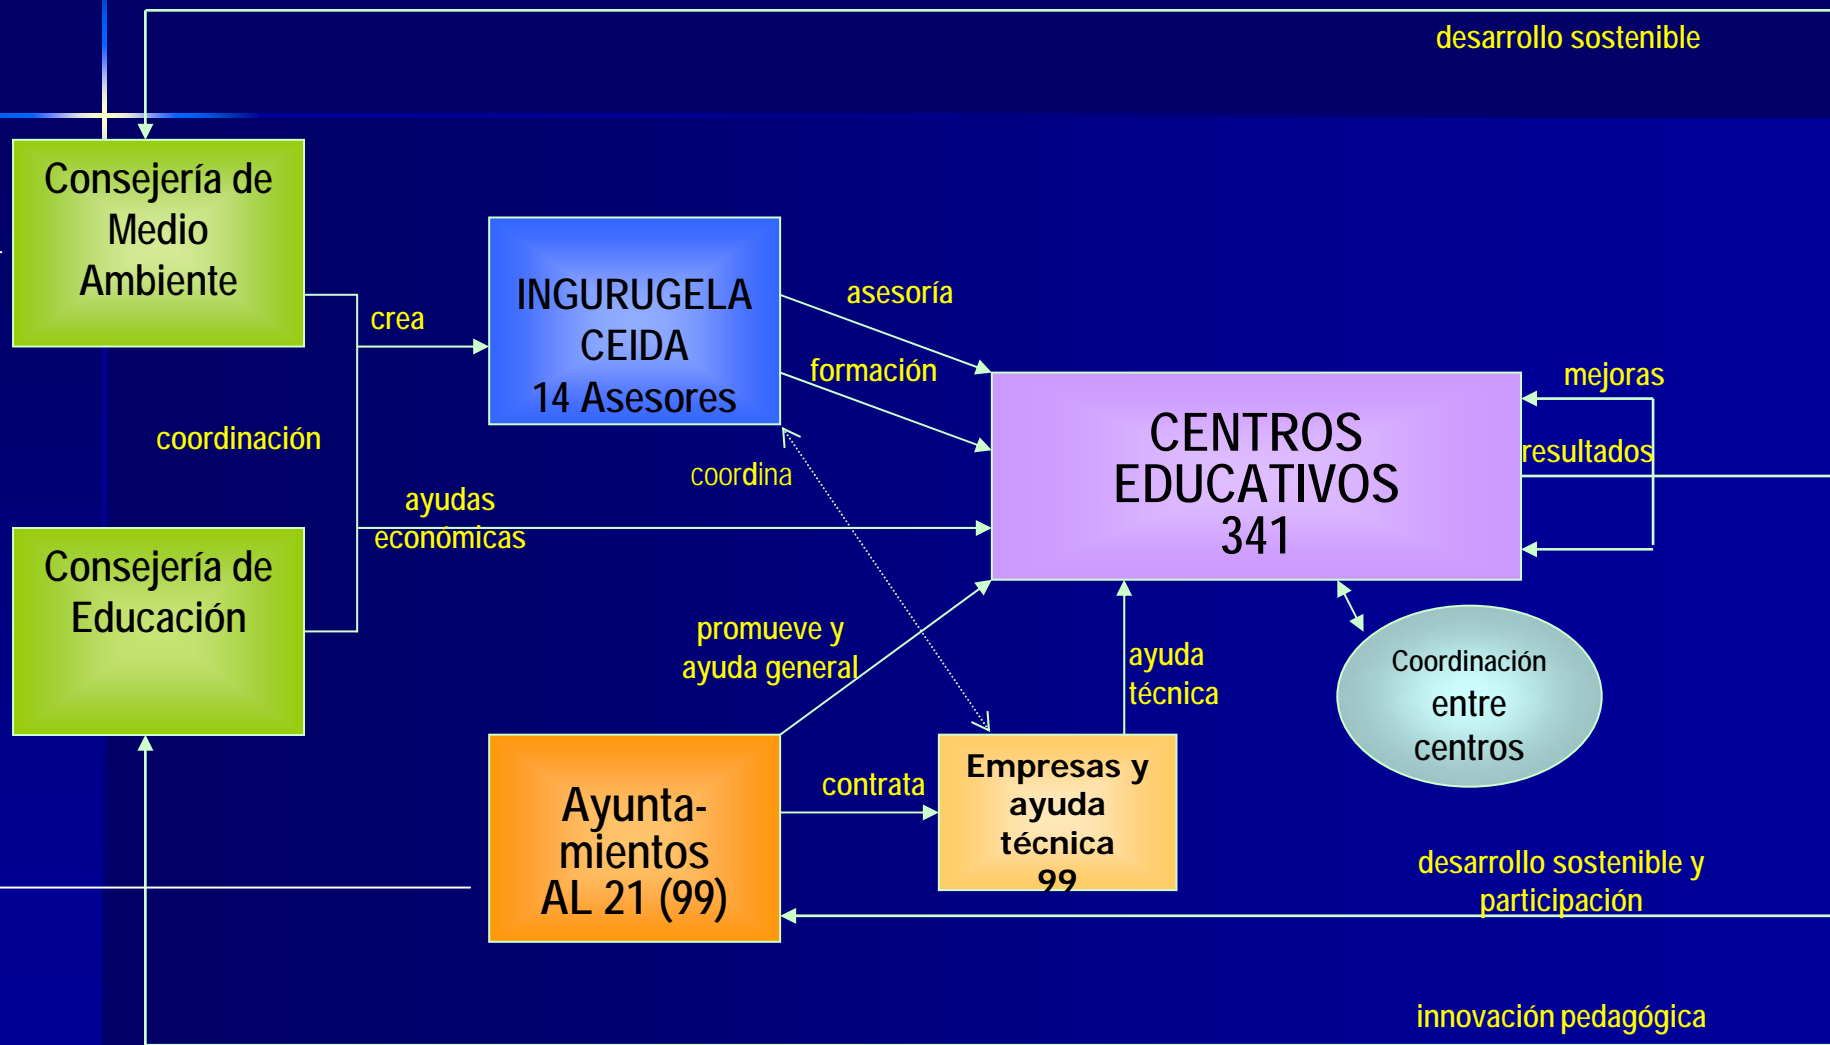 desarrollo sostenible
Consejería de
Medio
Ambiente
crea
INGURUGELA
CEIDA
14 Asesores
asesoría
formación
mejoras
CENTROS
EDUCATIVOS
341
resultados
coordinación
coordina
ayudas
económicas
Consejería de
Educación
promueve y
ayuda general
ayuda
técnica
Coordinación
entre
centros
Ayunta-
mientos
AL 21 (99)
contrata
Empresas y
ayuda
técnica
99
desarrollo sostenible y
participación
innovación pedagógica